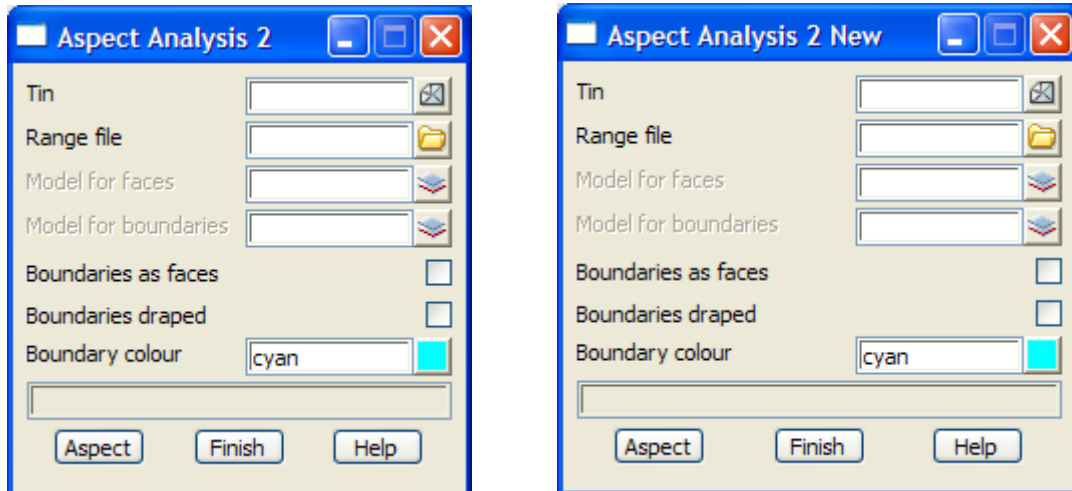 Aspect Analysis 2
Tin
Range file
Model for faces
Model for boundaries
Boundaries as faces
Boundaries draped
Boundary colour cyan
Aspect Finish Help
Aspect Analysis 2 New
Tin
Range file
Model for faces
Model for boundaries
Boundaries as faces
Boundaries draped
Boundary colour cyan
Aspect Finish Help